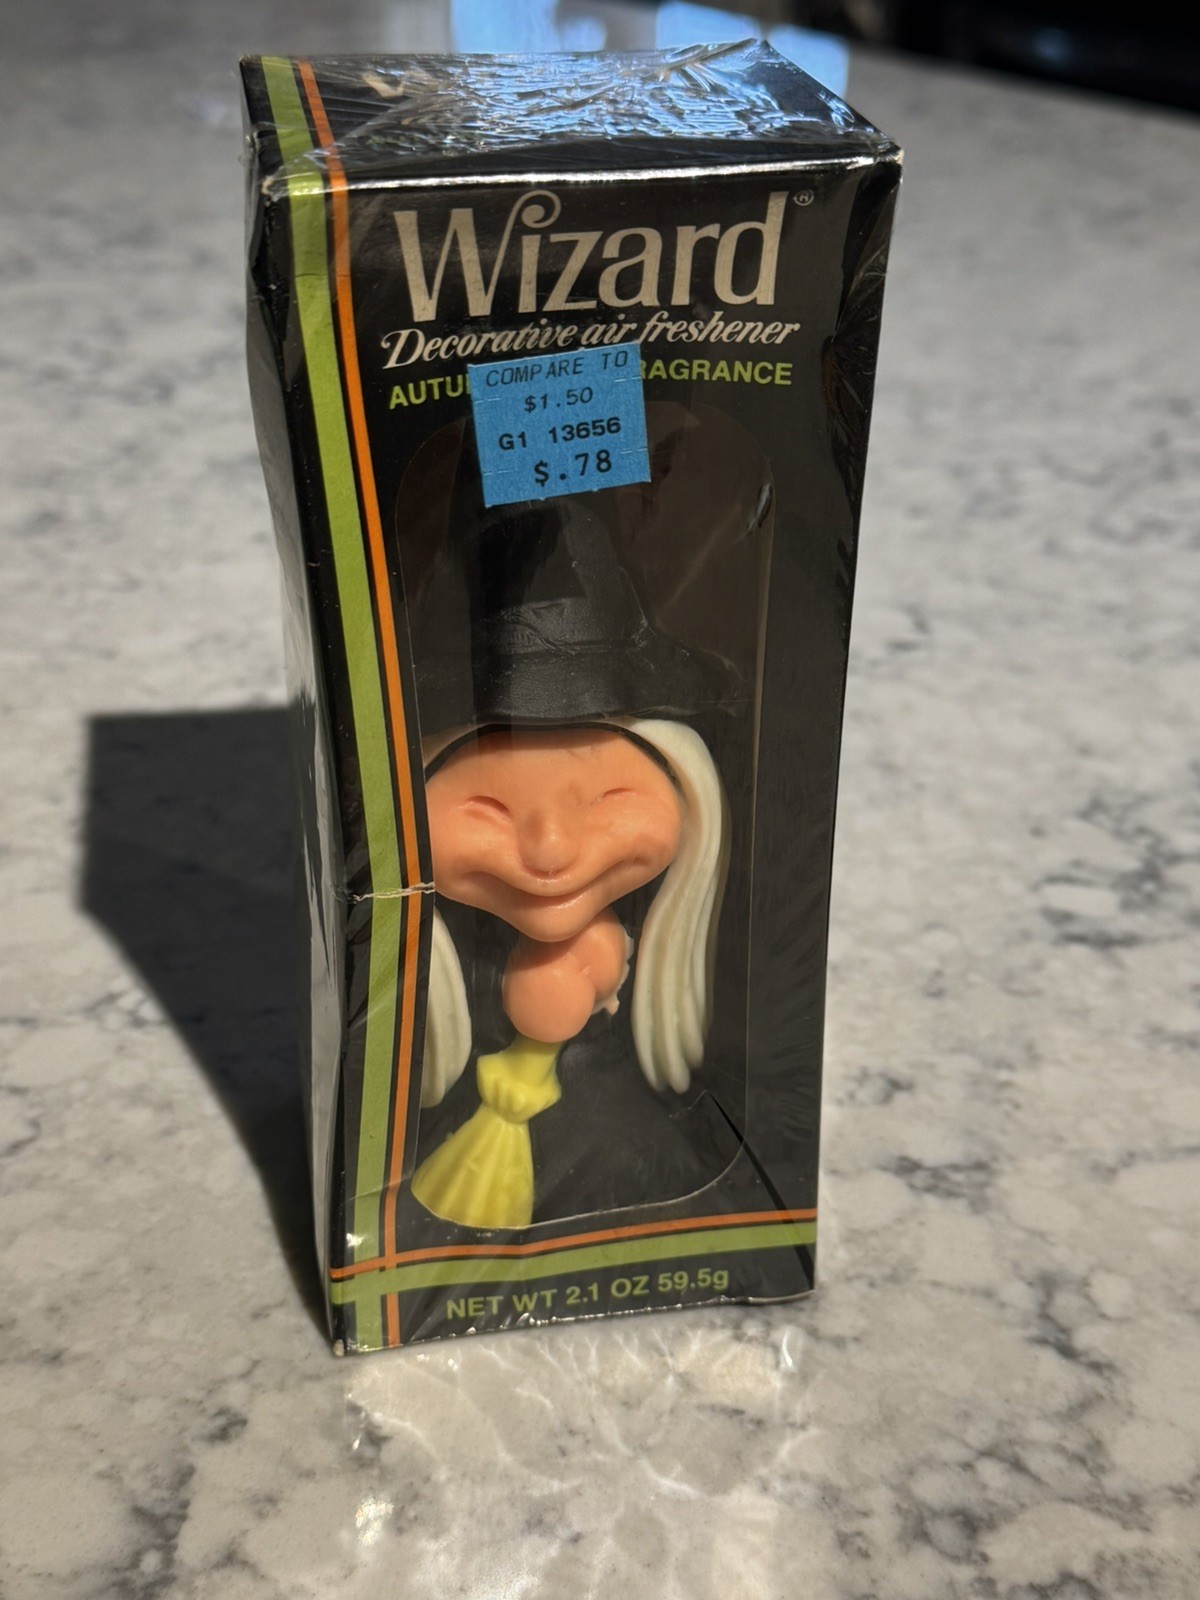 Wizard®
Decorative air freshener
AUTU RAGRANCE
COMPARE TO
$1.50
G1 13656
$.78
NET WT 2.1 OZ 59.5g